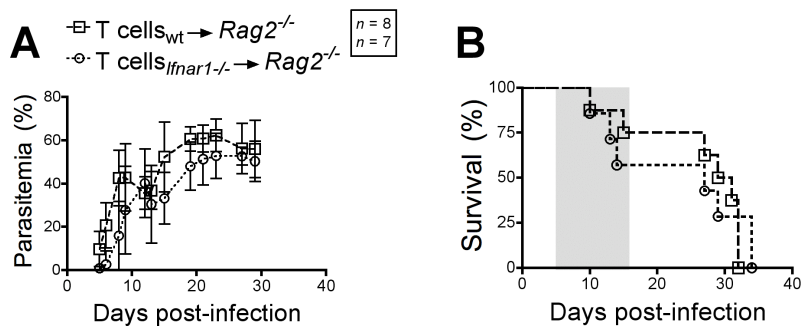 A
T cellswt → Rag2-/-
T cellsIfnar1-/- → Rag2-/-
n = 8
n = 7
Parasitemia (%)
80
60
40
20
0
0 10 20 30 40
Days post-infection
B
Survival (%)
100
75
50
25
0
0 10 20 30 40
Days post-infection